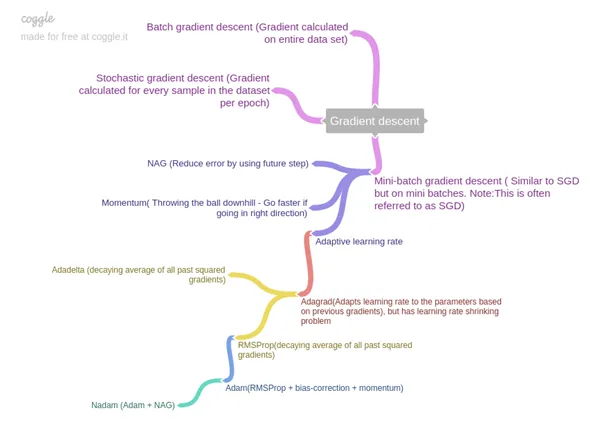 coggle
made for free at coggle.it
Batch gradient descent (Gradient calculated
on entire data set)
Stochastic gradient descent (Gradient
calculated for every sample in the dataset
per epoch)
Gradient descent
NAG (Reduce error by using future step)
Mini-batch gradient descent ( Similar to SGD
but on mini batches. Note:This is often
referred to as SGD)
Momentum( Throwing the ball downhill - Go faster if
going in right direction)
Adaptive learning rate
Adadelta (decaying average of all past squared
gradients)
Adagrad(Adapts learning rate to the parameters based
on previous gradients), but has learning rate shrinking
problem
RMSProp(decaying average of all past squared
gradients)
Adam(RMSProp + bias-correction + momentum)
Nadam (Adam + NAG)